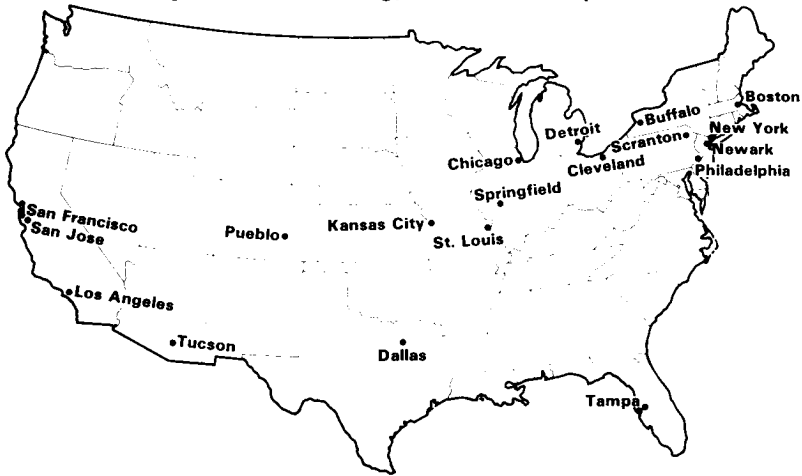 Boston
Buffalo
Detroit
New York
Scranton
Newark
Chicago
Cleveland
Philadelphia
Springfield
San Francisco
Kansas City
San Jose
Pueblo
St. Louis
Los Angeles
Tucson
Dallas
Tampa